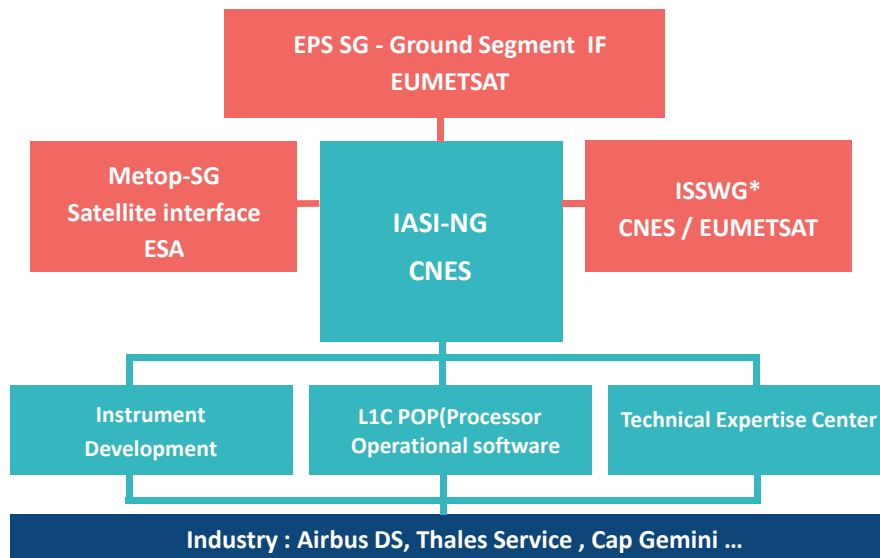 EPS SG - Ground Segment IF
EUMETSAT
Metop-SG
Satellite interface
ESA
IASI-NG
CNES
ISSWG*
CNES / EUMETSAT
Instrument
Development
L1C POP(Processor
Operational software
Technical Expertise Center
Industry : Airbus DS, Thales Service , Cap Gemini ...